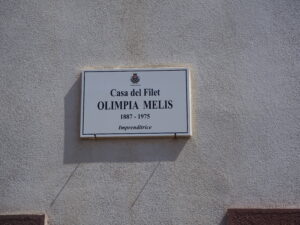 Casa del Filet
OLIMPIA MELIS
1887 - 1975
Imprenditrice